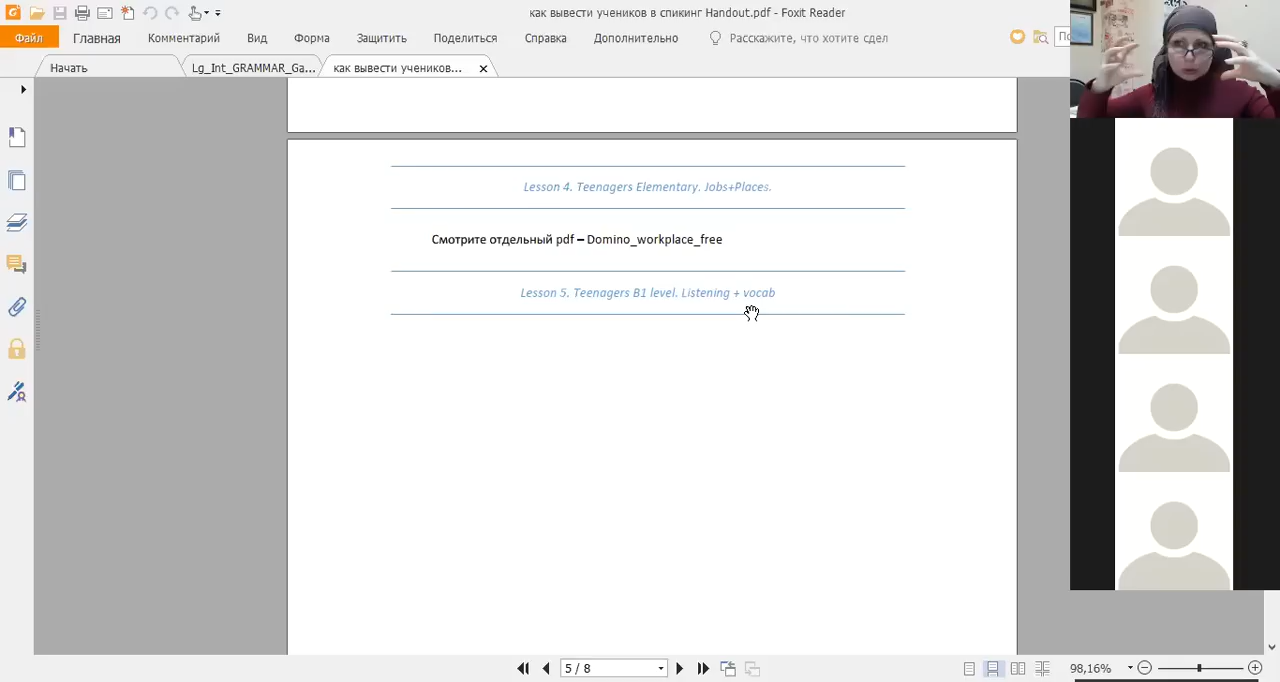 как вывести учеников в спикинг Handout.pdf - Foxit Reader
Файл Главная Комментарий Вид Форма Защитить Поделиться Справка Дополнительно Расскажите, что хотите сдел
Начать Lg_Int_GRAMMAR_Ga... как вывести учеников...
Lesson 4. Teenagers Elementary. Jobs+Places.
Смотрите отдельный pdf – Domino_workplace_free
Lesson 5. Teenagers B1 level. Listening + vocab
5 / 8
98,16%